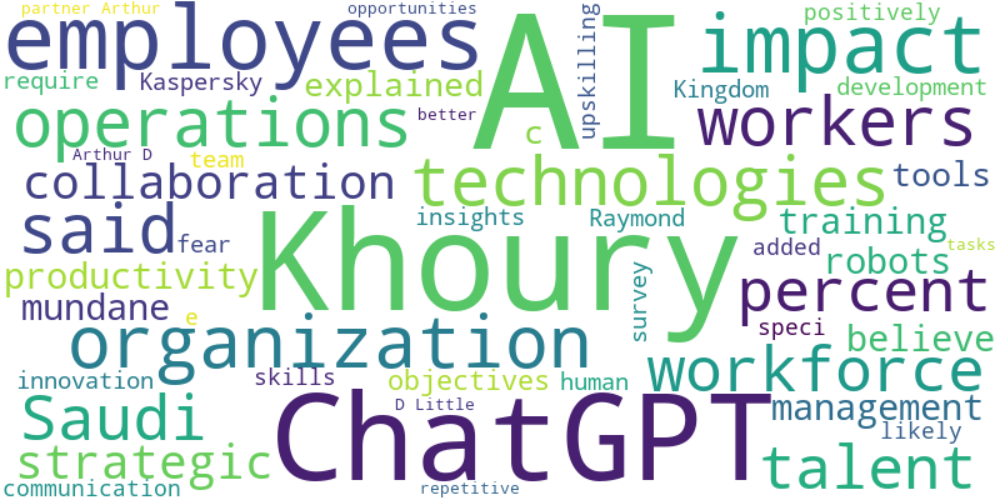 partner Arthur
opportunities
employees
AI
upskilling
positively
impact
require
Kaspersky
explained
Kingdom
development
operations
better
c
workers
Arthur D
team
collaboration
technologies
tools
said
fear
insights
Raymond
training
added
tasks
productivity
Khoury
survey
robots
mundane
e
percent
organization
speci
believe
innovation
skills
objectives
human
workforce
Saudi
D Little
ChatGPT
management
likely
strategic
talent
communication
repetitive